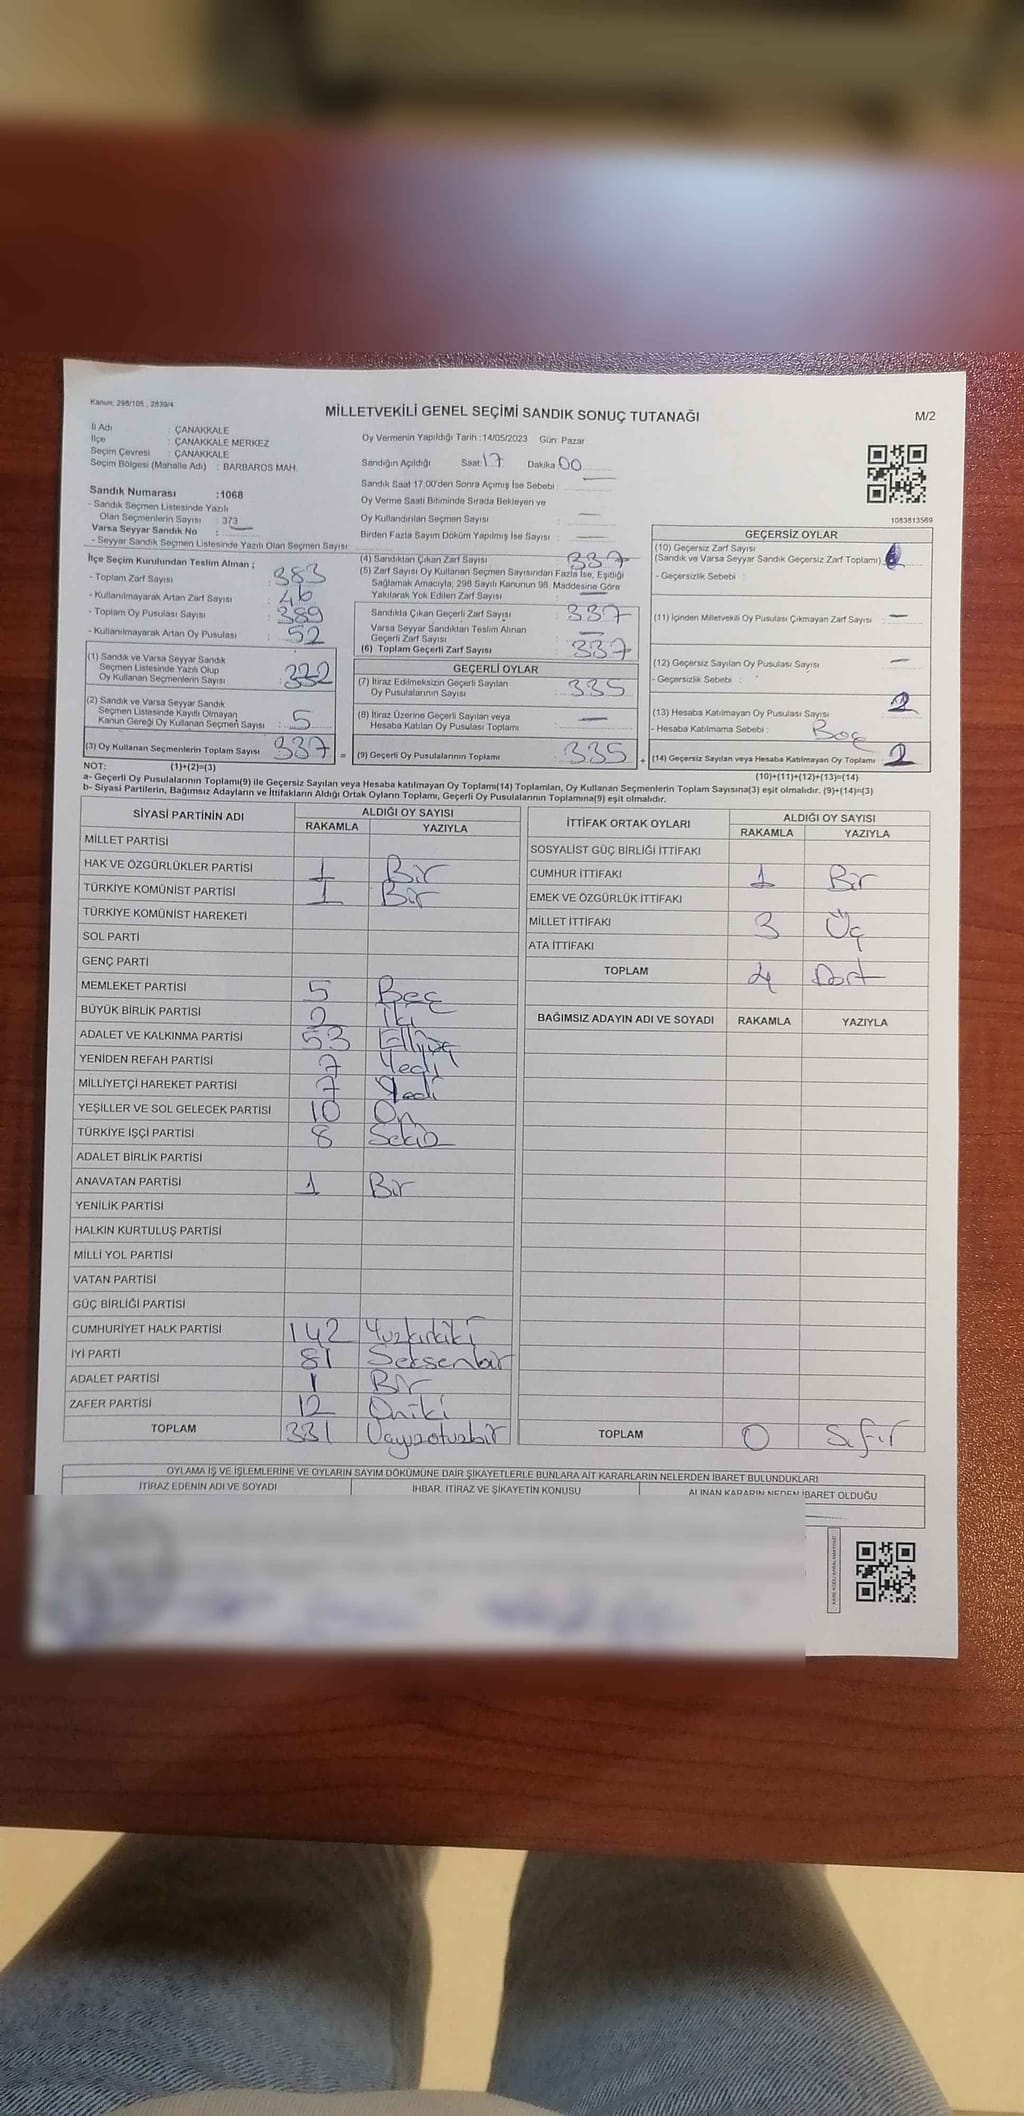 Kanun; 298/105 , 2839/4
MİLLETVEKİLİ GENEL SEÇİMİ SANDIK SONUÇ TUTANAĞI
M/2
İl Adı : ÇANAKKALE
İlçe : ÇANAKKALE MERKEZ
Seçim Çevresi : ÇANAKKALE
Seçim Bölgesi (Mahalle Adı) : BARBAROS MAH.
Sandık Numarası :1068
- Sandık Seçmen Listesinde Yazılı
Olan Seçmenlerin Sayısı : 373
Varsa Seyyar Sandık No :
- Seyyar Sandık Seçmen Listesinde Yazılı Olan Seçmen Sayısı:
Oy Vermenin Yapıldığı Tarih :14/05/2023 Gün: Pazar
Sandığın Açıldığı Saat 17 Dakika 00
Sandık Saat 17:00'den Sonra Açımış İse Sebebi :
Oy Verme Saati Bitiminde Sırada Bekleyen ve
Oy Kullandırılan Seçmen Sayısı :
Birden Fazla Sayım Döküm Yapılmış İse Sayısı :
1083813569
İlçe Seçim Kurulundan Teslim Alınan ;
- Toplam Zarf Sayısı : 383
- Kullanılmayarak Artan Zarf Sayısı : 46
- Toplam Oy Pusulası Sayısı : 389
- Kullanılmayarak Artan Oy Pusulası : 52
(1) Sandık ve Varsa Seyyar Sandık
Seçmen Listesinde Yazılı Olup
Oy Kullanan Seçmenlerin Sayısı : 332
(2) Sandık ve Varsa Seyyar Sandık
Seçmen Listesinde Kayıtlı Olmayan
Kanun Gereği Oy Kullanan Seçmen Sayısı : 5
(3) Oy Kullanan Seçmenlerin Toplam Sayısı : 337 =
(4) Sandıktan Çıkan Zarf Sayısı : 337
(5) Zarf Sayısı Oy Kullanan Seçmen Sayısından Fazla İse, Eşitliği
Sağlamak Amacıyla; 298 Sayılı Kanunun 98. Maddesine Göre
Yakılarak Yok Edilen Zarf Sayısı :
Sandıkta Çıkan Geçerli Zarf Sayısı : 337
Varsa Seyyar Sandıktan Teslim Alınan
Geçerli Zarf Sayısı :
(6) Toplam Geçerli Zarf Sayısı : 337
GEÇERLİ OYLAR
(7) İtiraz Edilmeksizin Geçerli Sayılan
Oy Pusulalarının Sayısı : 335
(8) İtiraz Üzerine Geçerli Sayılan veya
Hesaba Katılan Oy Pusulası Toplamı :
(9) Geçerli Oy Pusulalarının Toplamı : 335 +
GEÇERSİZ OYLAR
(10) Geçersiz Zarf Sayısı
(Sandık ve Varsa Seyyar Sandık Geçersiz Zarf Toplamı) :
- Geçersizlik Sebebi :
(11) İçinden Milletvekili Oy Pusulası Çıkmayan Zarf Sayısı :
(12) Geçersiz Sayılan Oy Pusulası Sayısı :
- Geçersizlik Sebebi :
(13) Hesaba Katılmayan Oy Pusulası Sayısı : 2
- Hesaba Katılmama Sebebi : Boş
(14) Geçersiz Sayılan veya Hesaba Katılmayan Oy Toplamı : 2
NOT: (1)+(2)=(3) (10)+(11)+(12)+(13)=(14)
a- Geçerli Oy Pusulalarının Toplamı(9) ile Geçersiz Sayılan veya Hesaba katılmayan Oy Toplamı(14) Toplamları, Oy Kullanan Seçmenlerin Toplam Sayısına(3) eşit olmalıdır. (9)+(14)=(3)
b- Siyasi Partilerin, Bağımsız Adayların ve İttifakların Aldığı Ortak Oyların Toplamı, Geçerli Oy Pusulalarının Toplamına(9) eşit olmalıdır.
SİYASİ PARTİNİN ADI ALDIĞI OY SAYISI
RAKAMLA YAZIYLA
MİLLET PARTİSİ
HAK VE ÖZGÜRLÜKLER PARTİSİ 1 Bir
TÜRKİYE KOMÜNİST PARTİSİ 1 Bir
TÜRKİYE KOMÜNİST HAREKETİ
SOL PARTİ
GENÇ PARTİ
MEMLEKET PARTİSİ 5 Beş
BÜYÜK BİRLİK PARTİSİ 2 İki
ADALET VE KALKINMA PARTİSİ 53 Elliüç
YENİDEN REFAH PARTİSİ 7 Yedi
MİLLİYETÇİ HAREKET PARTİSİ 7 Yedi
YEŞİLLER VE SOL GELECEK PARTİSİ 10 On
TÜRKİYE İŞÇİ PARTİSİ 8 Sekiz
ADALET BİRLİK PARTİSİ
ANAVATAN PARTİSİ 1 Bir
YENİLİK PARTİSİ
HALKIN KURTULUŞ PARTİSİ
MİLLİ YOL PARTİSİ
VATAN PARTİSİ
GÜÇ BİRLİĞİ PARTİSİ
CUMHURİYET HALK PARTİSİ 142 Yüzkırkiki
İYİ PARTİ 81 Seksenbir
ADALET PARTİSİ 1 Bir
ZAFER PARTİSİ 12 Oniki
TOPLAM 331 Üçyüzotuzbir
İTTİFAK ORTAK OYLARI ALDIĞI OY SAYISI
RAKAMLA YAZIYLA
SOSYALİST GÜÇ BİRLİĞİ İTTİFAKI
CUMHUR İTTİFAKI 1 Bir
EMEK VE ÖZGÜRLÜK İTTİFAKI
MİLLET İTTİFAKI 3 Üç
ATA İTTİFAKI
TOPLAM 4 Dört
BAĞIMSIZ ADAYIN ADI VE SOYADI RAKAMLA YAZIYLA
TOPLAM 0 Sıfır
OYLAMA İŞ VE İŞLEMLERİNE VE OYLARIN SAYIM DÖKÜMÜNE DAİR ŞİKAYETLERLE BUNLARA AİT KARARLARIN NELERDEN İBARET BULUNDUKLARI
İTİRAZ EDENİN ADI VE SOYADI İHBAR, İTİRAZ VE ŞİKAYETİN KONUSU ALINAN KARARIN NEDEN İBARET OLDUĞU